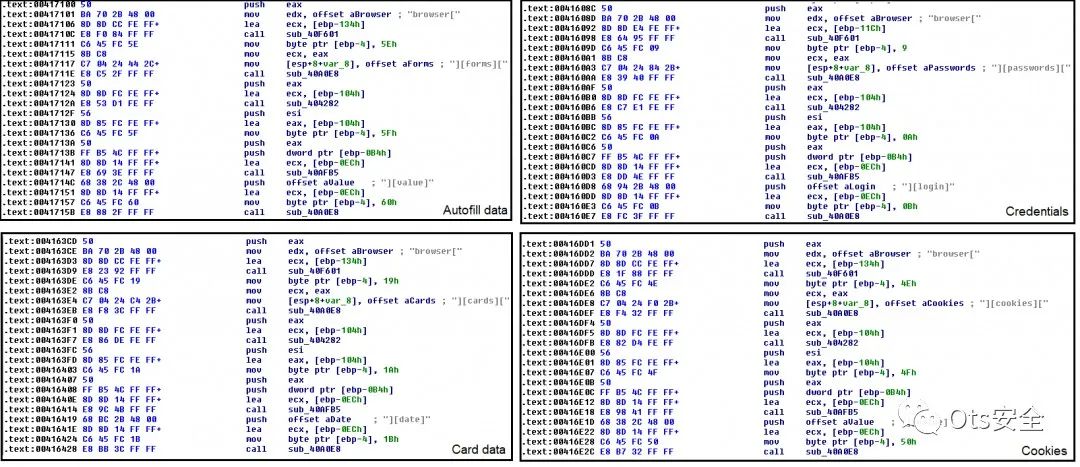 .text:00417100 50 push eax
.text:00417101 BA 70 2B 48 00 mov edx, offset aBrowser ; "browser["
.text:00417106 8D 8D CC FE FF+ lea ecx, [ebp-134h]
.text:0041710C E8 F0 84 FF FF call sub_40F601
.text:00417111 C6 45 FC 5E mov byte ptr [ebp-4], 5Eh
.text:00417115 8B C8 mov ecx, eax
.text:00417117 C7 04 24 44 2C+ mov [esp+8+var_8], offset aForms ; "][forms]["
.text:0041711E E8 C5 2F FF FF call sub_40A0E8
.text:00417123 50 push eax
.text:00417124 8D 8D FC FE FF+ lea ecx, [ebp-104h]
.text:0041712A E8 53 D1 FE FF call sub_404282
.text:0041712F 56 push esi
.text:00417130 8D 85 FC FE FF+ lea eax, [ebp-104h]
.text:00417136 C6 45 FC 5F mov byte ptr [ebp-4], 5Fh
.text:0041713A 50 push eax
.text:0041713B FF B5 4C FF FF+ push dword ptr [ebp-0B4h]
.text:00417141 8D 8D 14 FF FF+ lea ecx, [ebp-0ECh]
.text:00417147 E8 69 3E FF FF call sub_40AFB5
.text:0041714C 68 38 2C 48 00 push offset aValue ; "][value]"
.text:00417151 8D 8D 14 FF FF+ lea ecx, [ebp-0ECh]
.text:00417157 C6 45 FC 60 mov byte ptr [ebp-4], 60h
.text:0041715B E8 88 2F FF FF call sub_40A0E8
Autofill data
.text:0041608C 50 push eax
.text:0041608D BA 70 2B 48 00 mov edx, offset aBrowser ; "browser["
.text:00416092 8D 8D E4 FE FF+ lea ecx, [ebp-11Ch]
.text:00416098 E8 64 95 FF FF call sub_40F601
.text:0041609D C6 45 FC 09 mov byte ptr [ebp-4], 9
.text:004160A1 8B C8 mov ecx, eax
.text:004160A3 C7 04 24 84 2B+ mov [esp+8+var_8], offset aPasswords ; "][passwords]["
.text:004160AA E8 39 40 FF FF call sub_40A0E8
.text:004160AF 50 push eax
.text:004160B0 8D 8D FC FE FF+ lea ecx, [ebp-104h]
.text:004160B6 E8 C7 E1 FE FF call sub_404282
.text:004160BB 56 push esi
.text:004160BC 8D 85 FC FE FF+ lea eax, [ebp-104h]
.text:004160C2 C6 45 FC 0A mov byte ptr [ebp-4], 0Ah
.text:004160C6 50 push eax
.text:004160C7 FF B5 4C FF FF+ push dword ptr [ebp-0B4h]
.text:004160CD 8D 8D 14 FF FF+ lea ecx, [ebp-0ECh]
.text:004160D3 E8 DD 4E FF FF call sub_40AFB5
.text:004160D8 68 94 2B 48 00 push offset aLogin ; "][login]"
.text:004160DD 8D 8D 14 FF FF+ lea ecx, [ebp-0ECh]
.text:004160E3 C6 45 FC 0B mov byte ptr [ebp-4], 0Bh
.text:004160E7 E8 FC 3F FF FF call sub_40A0E8
Credentials
.text:004163CD 50 push eax
.text:004163CE BA 70 2B 48 00 mov edx, offset aBrowser ; "browser["
.text:004163D3 8D 8D CC FE FF+ lea ecx, [ebp-134h]
.text:004163D9 E8 23 92 FF FF call sub_40F601
.text:004163DE C6 45 FC 19 mov byte ptr [ebp-4], 19h
.text:004163E2 8B C8 mov ecx, eax
.text:004163E4 C7 04 24 C4 2B+ mov [esp+8+var_8], offset aCards ; "][cards]["
.text:004163EB E8 F8 3C FF FF call sub_40A0E8
.text:004163F0 50 push eax
.text:004163F1 8D 8D FC FE FF+ lea ecx, [ebp-104h]
.text:004163F7 E8 86 DE FE FF call sub_404282
.text:004163FC 56 push esi
.text:004163FD 8D 85 FC FE FF+ lea eax, [ebp-104h]
.text:00416403 C6 45 FC 1A mov byte ptr [ebp-4], 1Ah
.text:00416407 50 push eax
.text:00416408 FF B5 4C FF FF+ push dword ptr [ebp-0B4h]
.text:0041640E 8D 8D 14 FF FF+ lea ecx, [ebp-0ECh]
.text:00416414 E8 9C 4B FF FF call sub_40AFB5
.text:00416419 68 BC 2B 48 00 push offset aDate ; "][date]"
.text:0041641E 8D 8D 14 FF FF+ lea ecx, [ebp-0ECh]
.text:00416424 C6 45 FC 1B mov byte ptr [ebp-4], 1Bh
.text:00416428 E8 BB 3C FF FF call sub_40A0E8
Card data
.text:00416DD1 50 push eax
.text:00416DD2 BA 70 2B 48 00 mov edx, offset aBrowser ; "browser["
.text:00416DD7 8D 8D CC FE FF+ lea ecx, [ebp-134h]
.text:00416DDD E8 1F 88 FF FF call sub_40F601
.text:00416DE2 C6 45 FC 4E mov byte ptr [ebp-4], 4Eh
.text:00416DE6 8B C8 mov ecx, eax
.text:00416DE8 C7 04 24 F0 2B+ mov [esp+8+var_8], offset aCookies ; "][cookies]["
.text:00416DEF E8 F4 32 FF FF call sub_40A0E8
.text:00416DF4 50 push eax
.text:00416DF5 8D 8D FC FE FF+ lea ecx, [ebp-104h]
.text:00416DFB E8 82 D4 FE FF call sub_404282
.text:00416E00 56 push esi
.text:00416E01 8D 85 FC FE FF+ lea eax, [ebp-104h]
.text:00416E07 C6 45 FC 4F mov byte ptr [ebp-4], 4Fh
.text:00416E0B 50 push eax
.text:00416E0C FF B5 4C FF FF+ push dword ptr [ebp-0B4h]
.text:00416E12 8D 8D 14 FF FF+ lea ecx, [ebp-0ECh]
.text:00416E18 E8 98 41 FF FF call sub_40AFB5
.text:00416E1D 68 38 2C 48 00 push offset aValue ; "][value]"
.text:00416E22 8D 8D 14 FF FF+ lea ecx, [ebp-0ECh]
.text:00416E28 C6 45 FC 50 mov byte ptr [ebp-4], 50h
.text:00416E2C E8 B7 32 FF FF call sub_40A0E8
Cookies
Ots安全